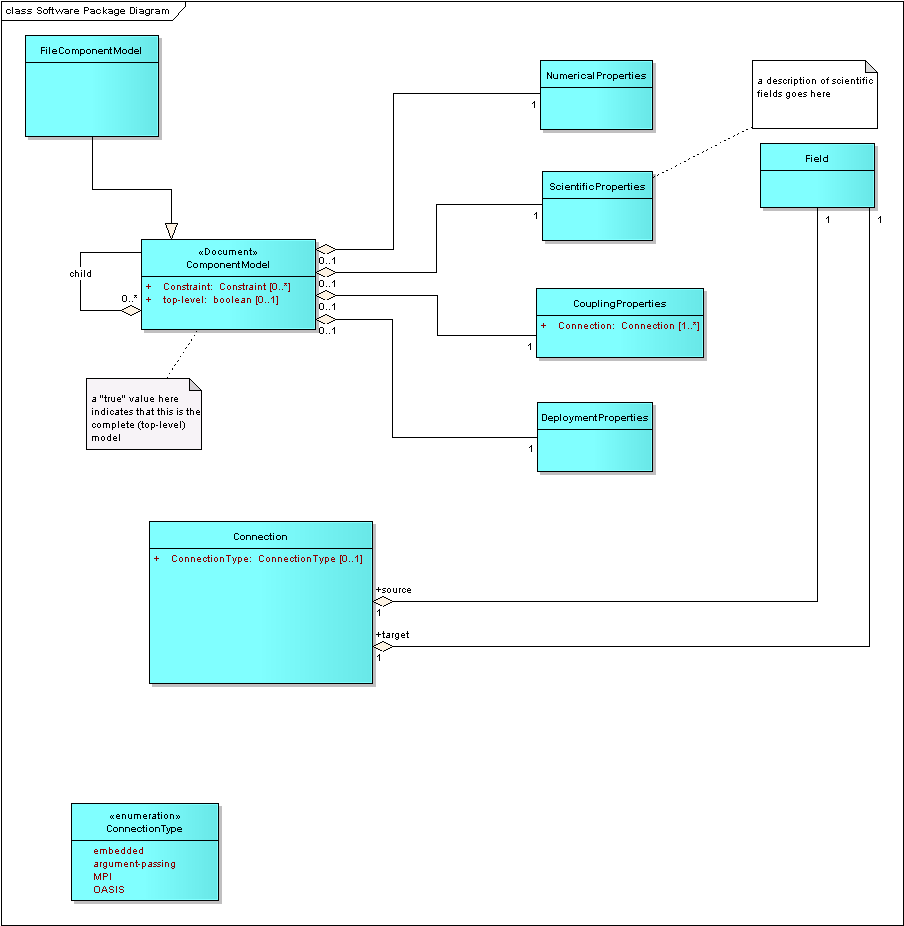 class Software Package Diagram
FileComponentModel
NumericalProperties
1
a description of scientific
fields goes here
Field
1
1
ScientificProperties
1
«Document»
ComponentModel
+ Constraint: Constraint [0..*]
+ top-level: boolean [0..1]
child
0..*
0..1
0..1
0..1
0..1
CouplingProperties
+ Connection: Connection [1..*]
1
a "true" value here
indicates that this is the
complete (top-level)
model
DeploymentProperties
1
Connection
+ ConnectionType: ConnectionType [0..1]
+source
1
+target
1
«enumeration»
ConnectionType
embedded
argument-passing
MPI
OASIS